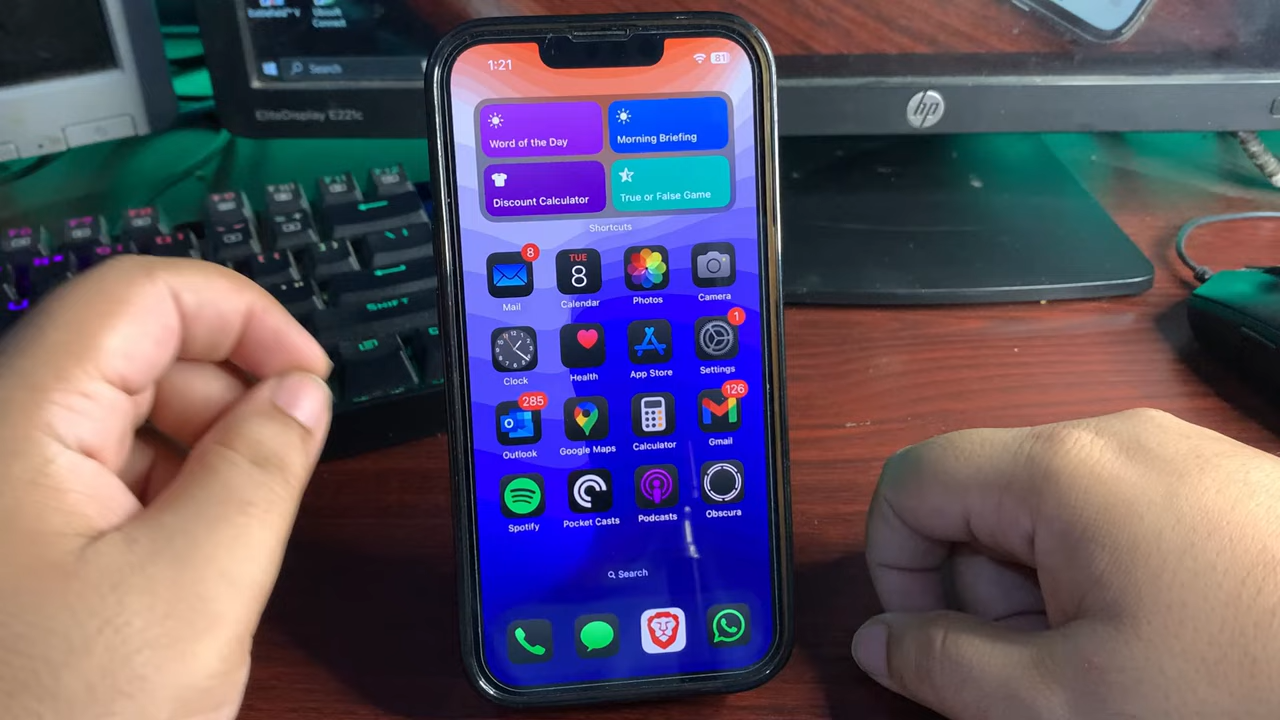 Ubisoft
Connect
Search
EliteDisplay E221c
hp
1:21
81
Word of the Day
Morning Briefing
Discount Calculator
True or False Game
Shortcuts
8
TUE
8
Mail
Calendar
Photos
Camera
1
Clock
Health
App Store
Settings
285
126
Outlook
Google Maps
Calculator
Gmail
Spotify
Pocket Casts
Podcasts
Obscura
Search
SHIFT